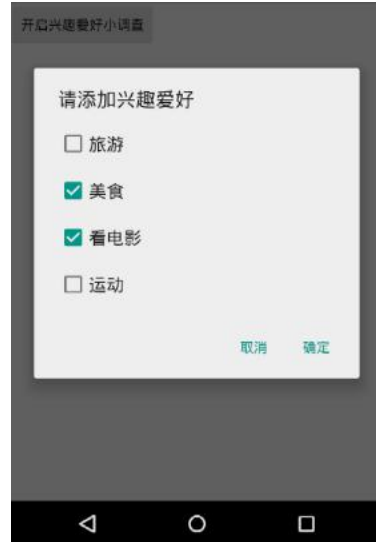 开启兴趣爱好小调查
请添加兴趣爱好
旅游
美食
看电影
运动
取消 确定